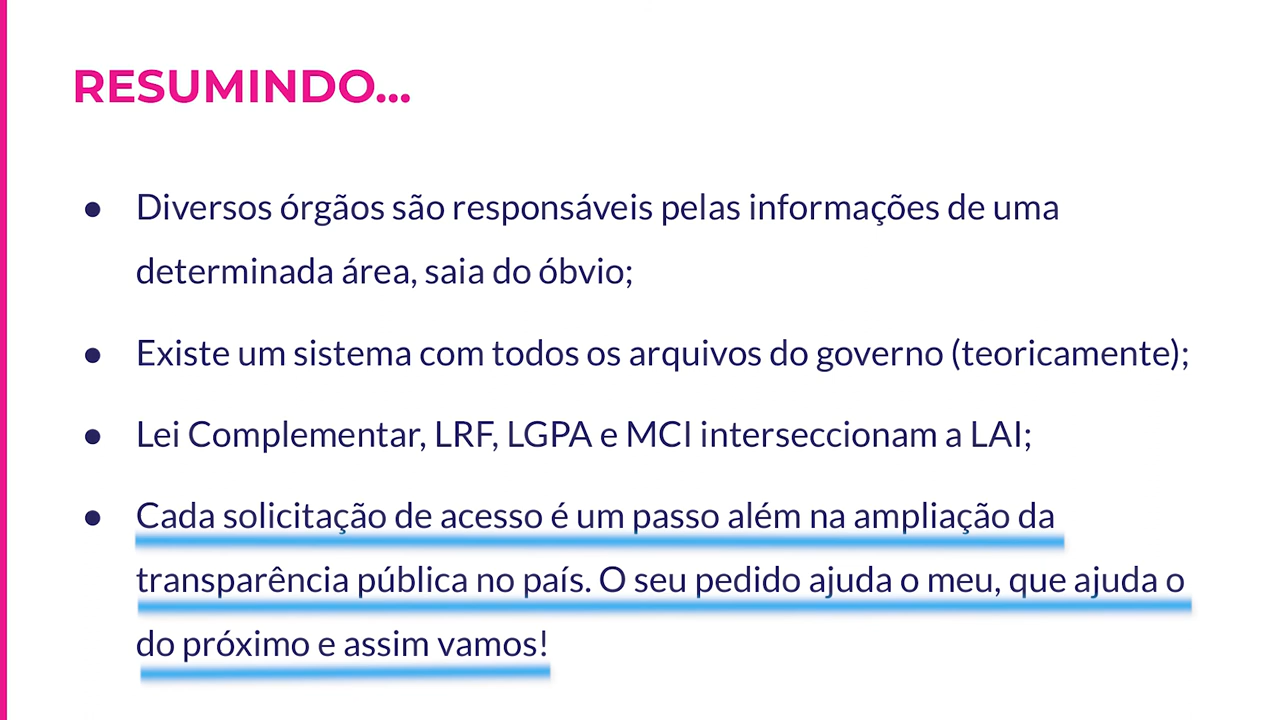 RESUMINDO...
● Diversos órgãos são responsáveis pelas informações de uma
determinada área, saia do óbvio;
● Existe um sistema com todos os arquivos do governo (teoricamente);
● Lei Complementar, LRF, LGPA e MCI interseccionam a LAI;
● Cada solicitação de acesso é um passo além na ampliação da
transparência pública no país. O seu pedido ajuda o meu, que ajuda o
do próximo e assim vamos!